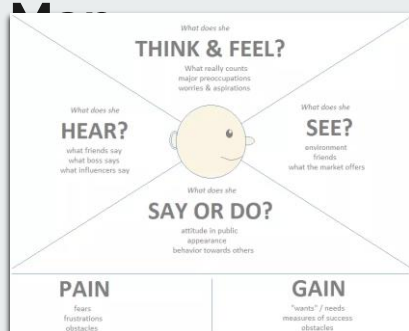 What does she
THINK & FEEL?
What really counts
major preoccupations
worries & aspirations
What does she
HEAR?
what friends say
what boss says
what influencers say
What does she
SEE?
environment
friends
what the market offers
What does she
SAY OR DO?
attitude in public
appearance
behavior towards others
PAIN
fears
frustrations
obstacles
GAIN
"wants" / needs
measures of success
obstacles